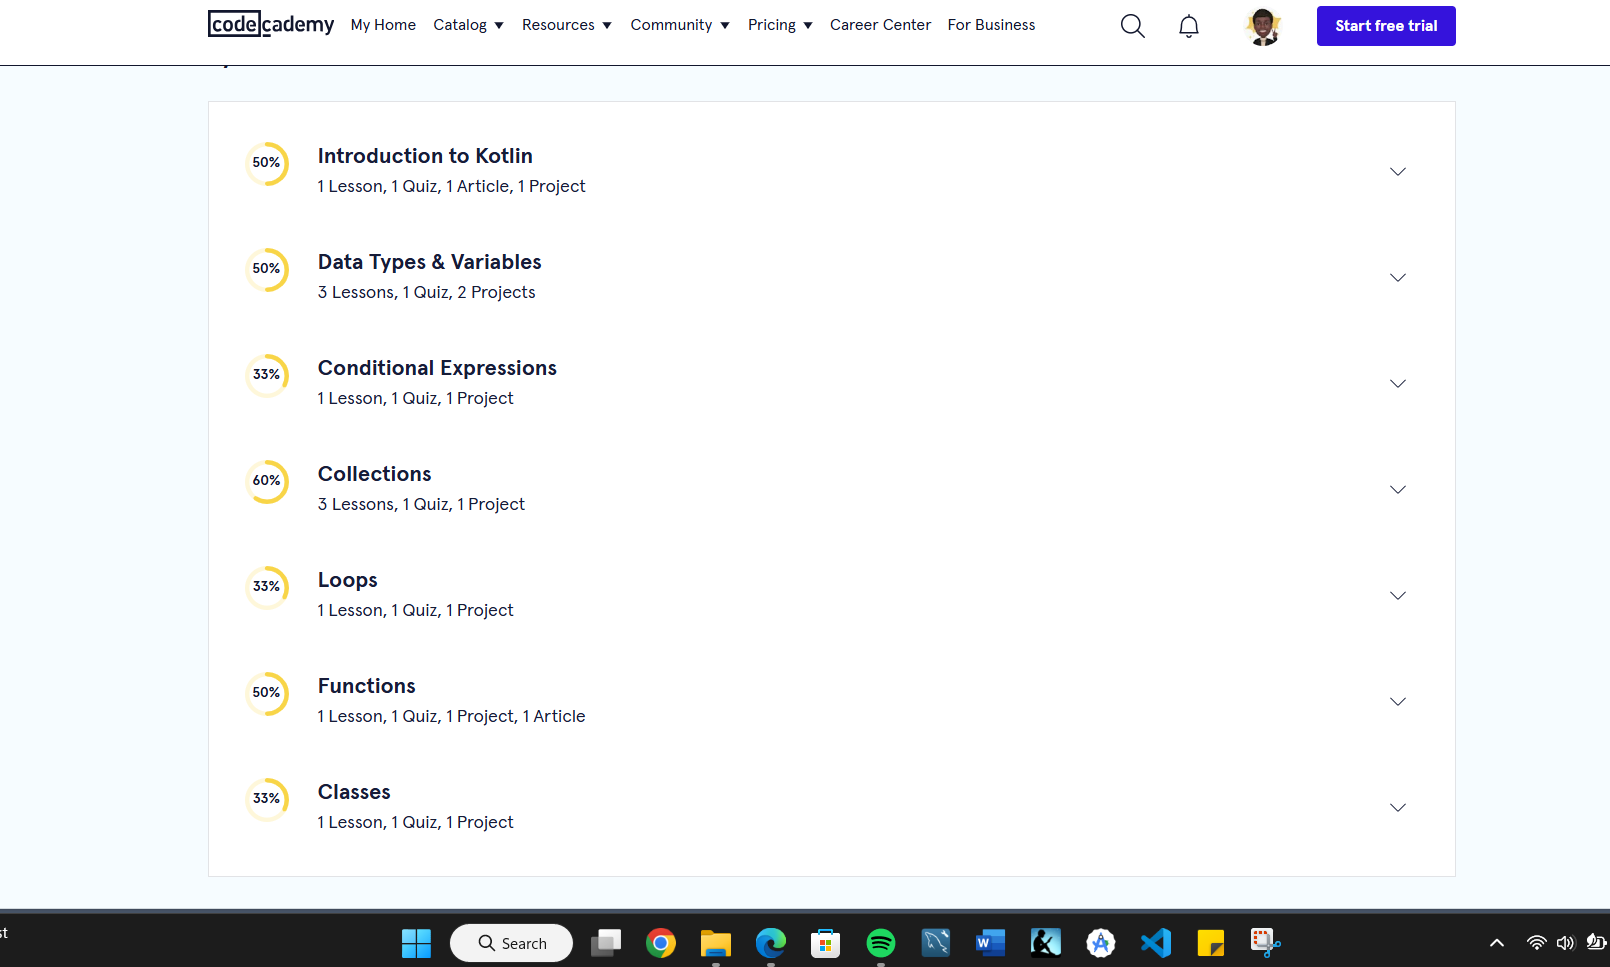 codecademy My Home Catalog Resources Community Pricing Career Center For Business Start free trial
50% Introduction to Kotlin
1 Lesson, 1 Quiz, 1 Article, 1 Project
50% Data Types & Variables
3 Lessons, 1 Quiz, 2 Projects
33% Conditional Expressions
1 Lesson, 1 Quiz, 1 Project
60% Collections
3 Lessons, 1 Quiz, 1 Project
33% Loops
1 Lesson, 1 Quiz, 1 Project
50% Functions
1 Lesson, 1 Quiz, 1 Project, 1 Article
33% Classes
1 Lesson, 1 Quiz, 1 Project
Search